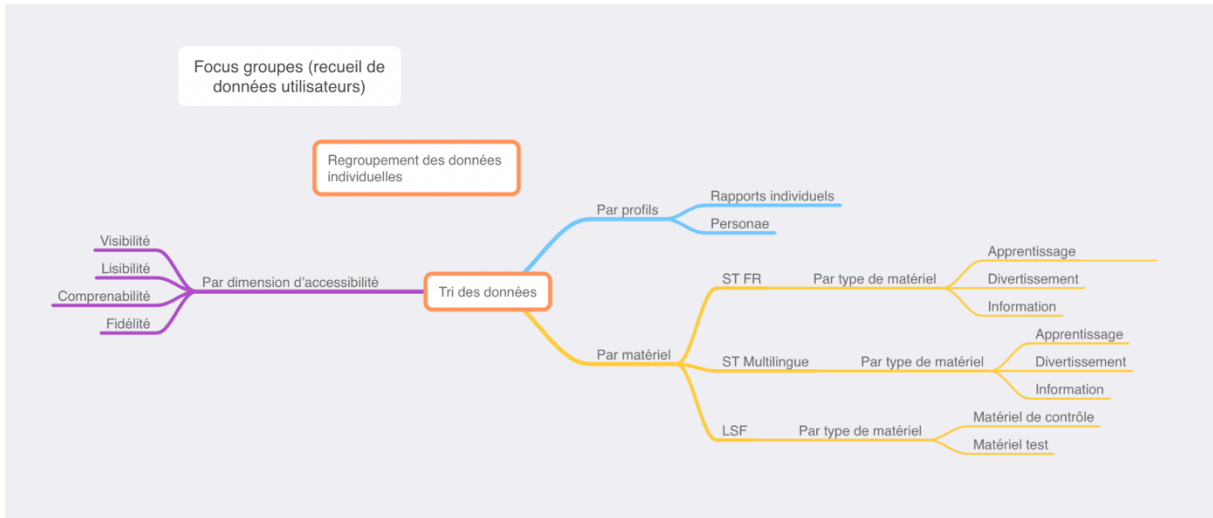 Focus groupes (recueil de
données utilisateurs)
Regroupement des données
individuelles
Tri des données
Par dimension d'accessibilité
Visibilité
Lisibilité
Comprenabilité
Fidélité
Par profils
Rapports individuels
Personae
Par matériel
ST FR
Par type de matériel
Apprentissage
Divertissement
Information
ST Multilingue
Par type de matériel
Apprentissage
Divertissement
Information
LSF
Par type de matériel
Matériel de contrôle
Matériel test